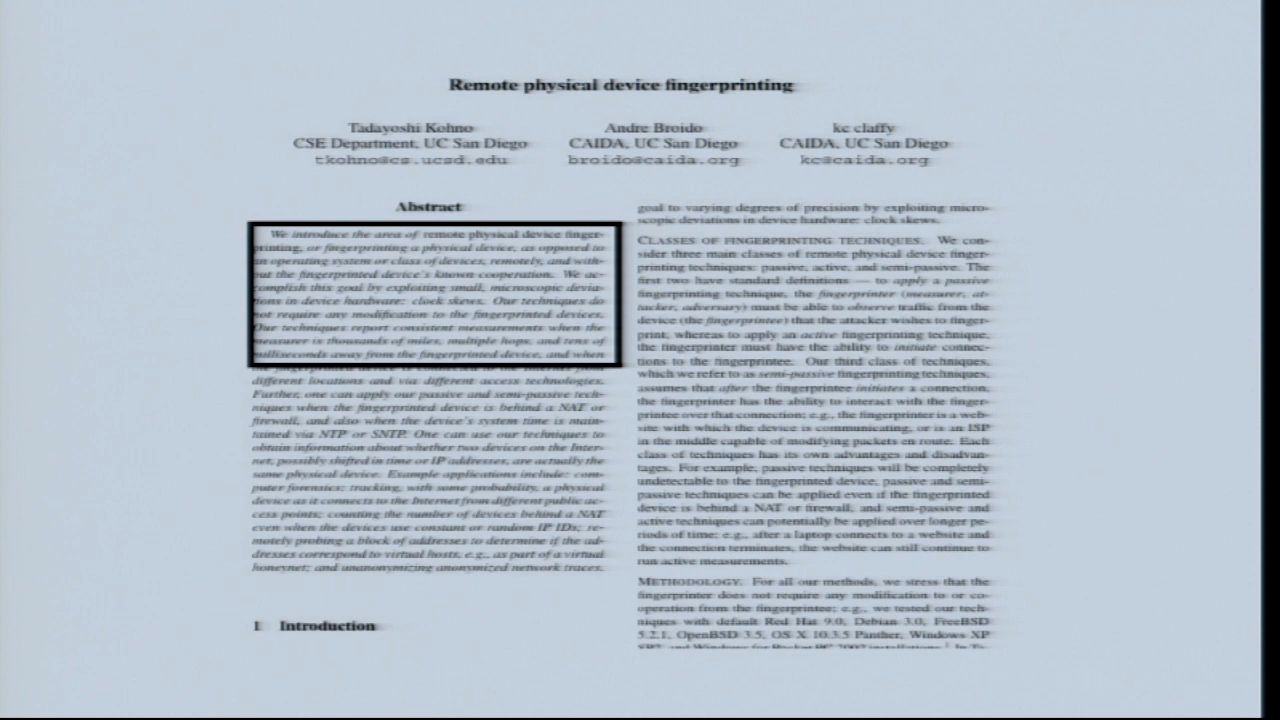 Remote physical device fingerprinting
Tadayoshi Kohno
CSE Department, UC San Diego
tkohno@cs.ucsd.edu
Andre Broido
CAIDA, UC San Diego
broido@caida.org
kc claffy
CAIDA, UC San Diego
kc@caida.org
Abstract
We introduce the area of remote physical device finger-
printing, or fingerprinting a physical device, as opposed to
an operating system or class of devices, remotely, and with-
out the fingerprinted device's known cooperation. We ac-
complish this goal by exploiting small, microscopic devia-
tions in device hardware: clock skews. Our techniques do
not require any modification to the fingerprinted devices.
Our techniques report consistent measurements when the
measurer is thousands of miles, multiple hops, and tens of
milliseconds away from the fingerprinted device, and when
the fingerprinted device is connected to the Internet from
different locations and via different access technologies.
Further, one can apply our passive and semi-passive tech-
niques when the fingerprinted device is behind a NAT or
firewall, and also when the device's system time is main-
tained via NTP or SNTP. One can use our techniques to
obtain information about whether two devices on the Inter-
net, possibly shifted in time or IP addresses, are actually the
same physical device. Example applications include: com-
puter forensics; tracking, with some probability, a physical
device as it connects to the Internet from different public ac-
cess points; counting the number of devices behind a NAT
even when the devices use constant or random IP IDs; re-
motely probing a block of addresses to determine if the ad-
dresses correspond to virtual hosts, e.g., as part of a virtual
honeynet; and unanonymizing anonymized network traces.
1 Introduction
goal to varying degrees of precision by exploiting micro-
scopic deviations in device hardware: clock skews.
CLASSES OF FINGERPRINTING TECHNIQUES. We con-
sider three main classes of remote physical device finger-
printing techniques: passive, active, and semi-passive. The
first two have standard definitions — to apply a passive
fingerprinting technique, the fingerprinter (measurer, at-
tacker, adversary) must be able to observe traffic from the
device (the fingerprintee) that the attacker wishes to finger-
print, whereas to apply an active fingerprinting technique,
the fingerprinter must have the ability to initiate connec-
tions to the fingerprintee. Our third class of techniques,
which we refer to as semi-passive fingerprinting techniques,
assumes that after the fingerprintee initiates a connection,
the fingerprinter has the ability to interact with the finger-
printee over that connection; e.g., the fingerprinter is a web-
site with which the device is communicating, or is an ISP
in the middle capable of modifying packets en route. Each
class of techniques has its own advantages and disadvan-
tages. For example, passive techniques will be completely
undetectable to the fingerprinted device, passive and semi-
passive techniques can be applied even if the fingerprinted
device is behind a NAT or firewall, and semi-passive and
active techniques can potentially be applied over longer pe-
riods of time; e.g., after a laptop connects to a website and
the connection terminates, the website can still continue to
run active measurements.
METHODOLOGY. For all our methods, we stress that the
fingerprinter does not require any modification to or co-
operation from the fingerprintee; e.g., we tested our tech-
niques with default Red Hat 9.0, Debian 3.0, FreeBSD
5.2.1, OpenBSD 3.5, OS X 10.3.5 Panther, Windows XP
SP2, and Windows for Pocket PC 2002 installations.